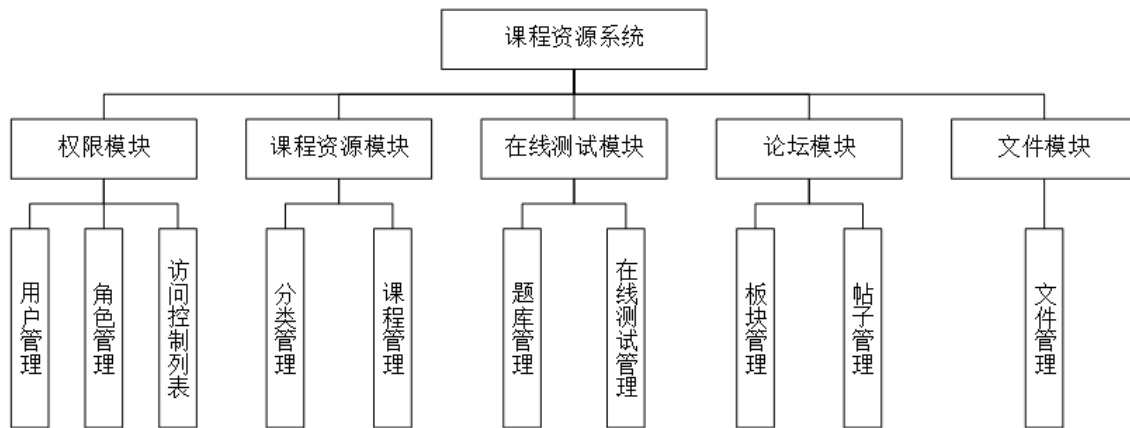 课程资源系统
权限模块
课程资源模块
在线测试模块
论坛模块
文件模块
用户管理
角色管理
访问控制列表
分类管理
课程管理
题库管理
在线测试管理
板块管理
帖子管理
文件管理